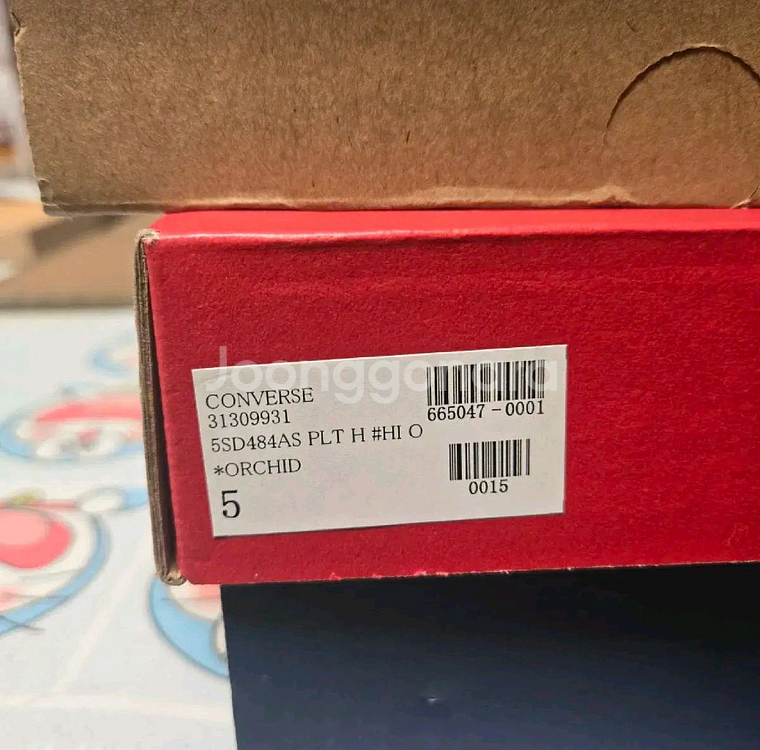 Joonggonara
CONVERSE
31309931
665047-0001
5SD484AS PLT H #HI O
*ORCHID
0015
5